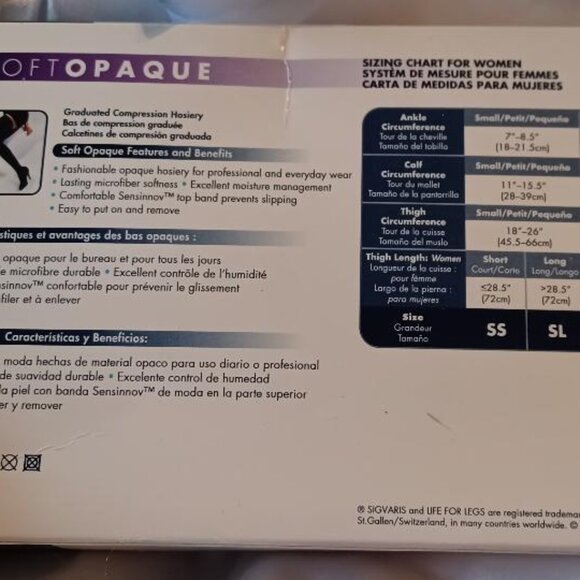 OFTOPAQUE
Graduated Compression Hosiery
Bas de compression graduée
Calcetines de compresión graduada
Soft Opaque Features and Benefits
• Fashionable opaque hosiery for professional and everyday wear
• Lasting microfiber softness • Excellent moisture management
• Comfortable Sensinnov™ top band prevents slipping
• Easy to put on and remove
istiques et avantages des bas opaques :
opaque pour le bureau et pour tous les jours
e microfibre durable • Excellent contrôle de l'humidité
sinnov™ confortable pour prévenir le glissement
filer et à enlever
Características y Beneficios:
moda hechas de material opaco para uso diario o profesional
de suavidad durable • Excelente control de humedad
la piel con banda Sensinnov™ de moda en la parte superior
er y remover
SIZING CHART FOR WOMEN
SYSTÈM DE MESURE POUR FEMMES
CARTA DE MEDIDAS PARA MUJERES
Ankle
Circumference
Tour de la cheville
Tamaño del tobillo
Small/Petit/Pequeño
7"-8.5"
(18-21.5cm)
Calf
Circumference
Tour du mollet
Tamaño de la pantorrilla
Small/Petit/Pequeño
11"-15.5"
(28-39cm)
Thigh
Circumference
Tour de la cuisse
Tamaño del muslo
Small/Petit/Pequeño
18"-26"
(45.5-66cm)
Thigh Length: Women
Longueur de la cuisse :
pour femme
Largo de la pierna :
para mujeres
Short
Court/Corto
≤28.5"
(72cm)
Long
Long/Longo
>28.5"
(72cm)
Size
Grandeur
Tamaño
SS
SL
® SIGVARIS and LIFE FOR LEGS are registered trademark
St.Gallen/Switzerland, in many countries worldwide. ©